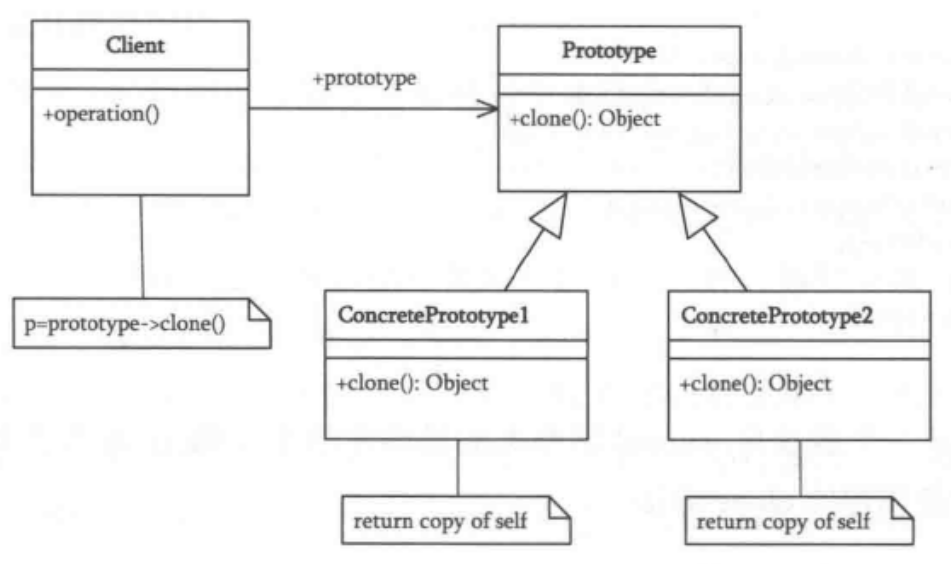 Client
+operation()
+prototype
Prototype
+clone(): Object
p=prototype->clone()
ConcretePrototype1
+clone(): Object
return copy of self
ConcretePrototype2
+clone(): Object
return copy of self